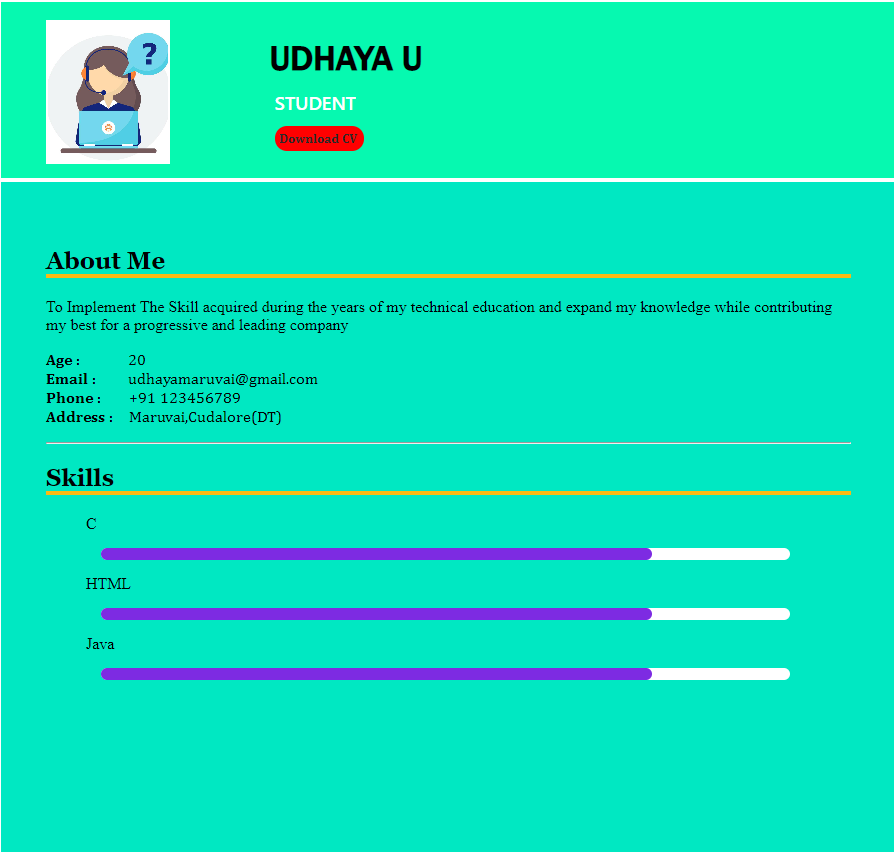 ?
UDHAYA U
STUDENT
Download CV
About Me
To Implement The Skill acquired during the years of my technical education and expand my knowledge while contributing
my best for a progressive and leading company
Age : 20
Email : udhayamaruvai@gmail.com
Phone : +91 123456789
Address : Maruvai,Cudalore(DT)
Skills
C
HTML
Java